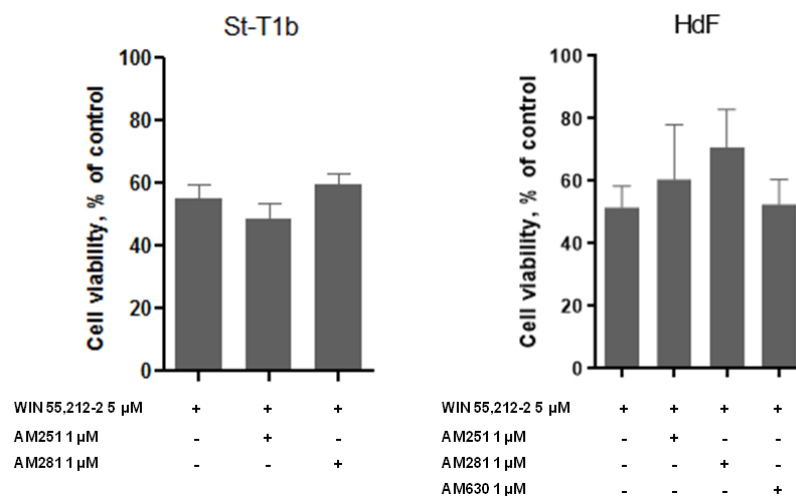 St-T1b
Cell viability, % of control
100
80
60
40
20
0
WIN 55,212-2 5 µM + + +
AM251 1 µM - + -
AM281 1 µM - - +
HdF
Cell viability, % of control
100
80
60
40
20
0
WIN 55,212-2 5 µM + + + +
AM251 1 µM - + - -
AM281 1 µM - - + -
AM630 1 µM - - - +